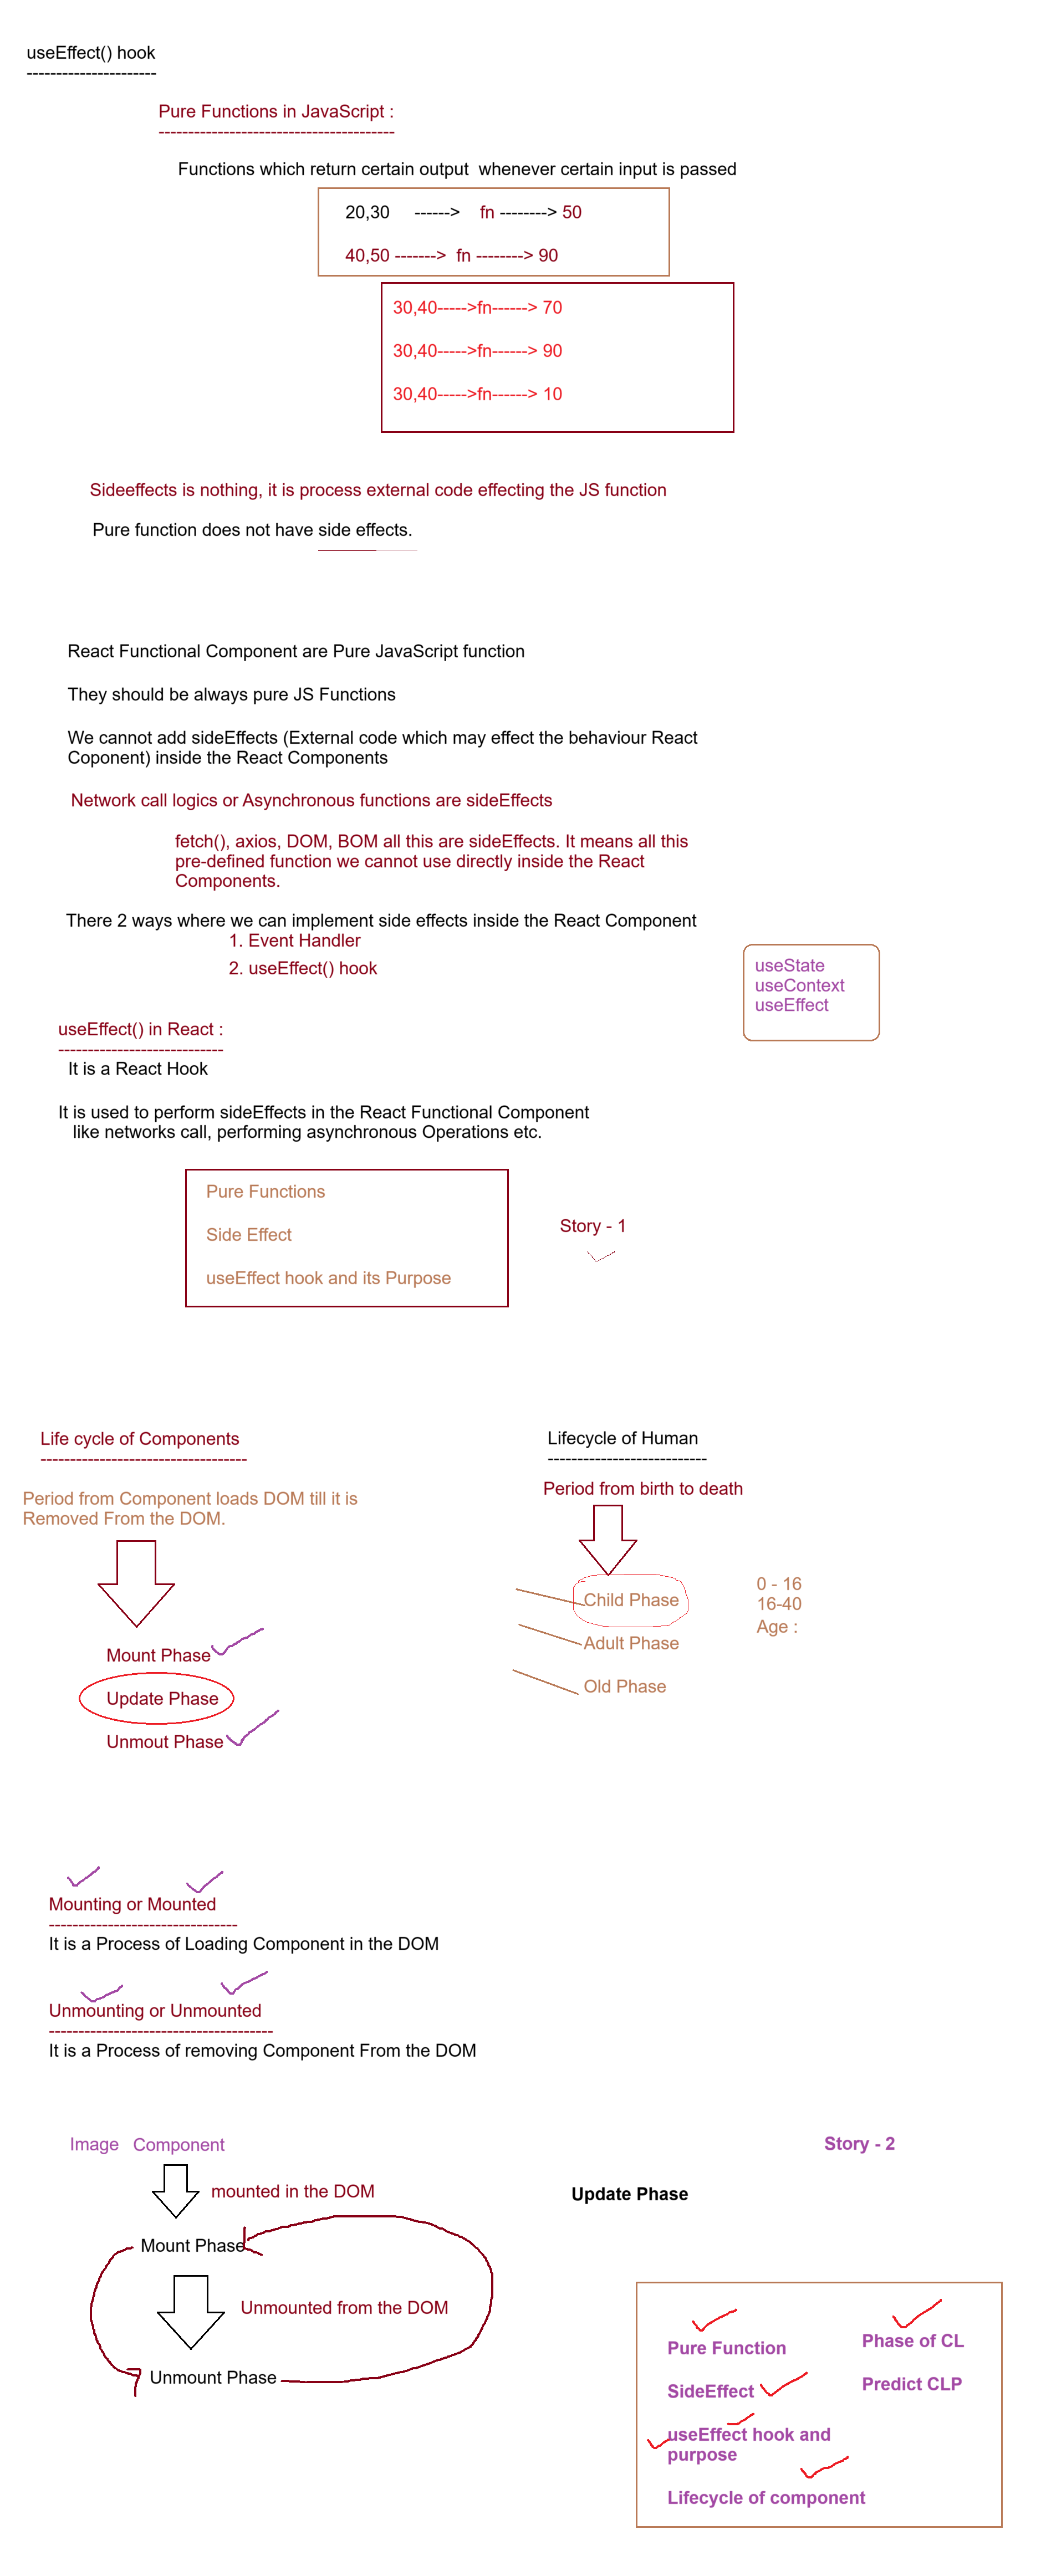 useEffect() hook
----------------------
Pure Functions in JavaScript :
----------------------------------------
Functions which return certain output  whenever certain input is passed
20,30     ------>    fn --------> 50
40,50 ------->  fn --------> 90
30,40----->fn------> 70
30,40----->fn------> 90
30,40----->fn------> 10
Sideeffects is nothing, it is process external code effecting the JS function
Pure function does not have side effects.
React Functional Component are Pure JavaScript function
They should be always pure JS Functions
We cannot add sideEffects (External code which may effect the behaviour React
Coponent) inside the React Components
Network call logics or Asynchronous functions are sideEffects
fetch(), axios, DOM, BOM all this are sideEffects. It means all this
pre-defined function we cannot use directly inside the React
Components.
There 2 ways where we can implement side effects inside the React Component
1. Event Handler
2. useEffect() hook
useState
useContext
useEffect
useEffect() in React :
----------------------------
It is a React Hook
It is used to perform sideEffects in the React Functional Component
like networks call, performing asynchronous Operations etc.
Pure Functions
Side Effect
useEffect hook and its Purpose
Story - 1
Life cycle of Components
-----------------------------------
Period from Component loads DOM till it is
Removed From the DOM.
Mount Phase
Update Phase
Unmout Phase
Lifecycle of Human
---------------------------
Period from birth to death
Child Phase
Adult Phase
Old Phase
0 - 16
16-40
Age :
Mounting or Mounted
--------------------------------
It is a Process of Loading Component in the DOM
Unmounting or Unmounted
--------------------------------------
It is a Process of removing Component From the DOM
Image   Component
mounted in the DOM
Mount Phase
Unmounted from the DOM
Unmount Phase
Story - 2
Update Phase
Pure Function
SideEffect
useEffect hook and
purpose
Lifecycle of component
Phase of CL
Predict CLP